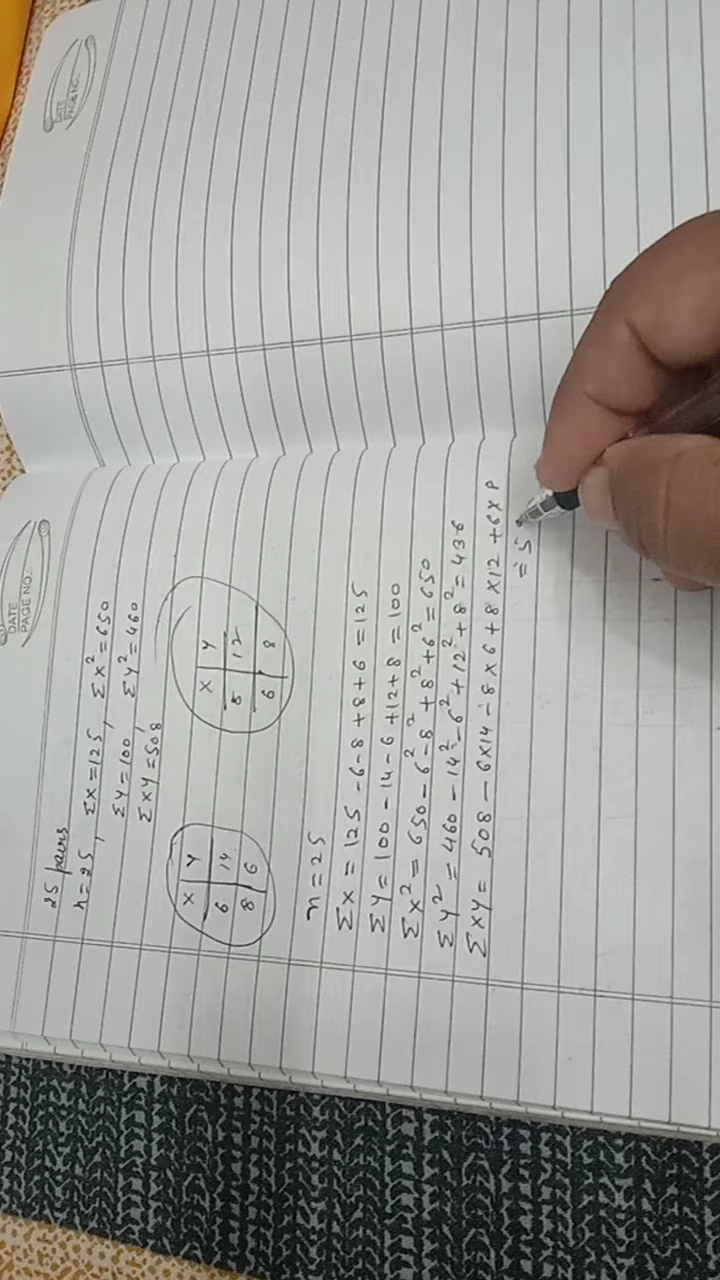 DATE
PAGE NO.:
DATE
PAGE NO.:
25 pairs
n=25, ΣX=125, ΣX²=650
ΣY=100, ΣY²=460
ΣXY=508
X Y
6 14
8 6
X Y
8 12
6 8
n=25
ΣX = 125 - 6 - 8 + 8 + 6 = 125
ΣY = 100 - 14 - 6 + 12 + 8 = 100
ΣX² = 650 - 6² - 8² + 8² + 6² = 650
ΣY² = 460 - 14² - 6² + 12² + 8² = 436
ΣXY = 508 - 6×14 - 8×6 + 8×12 + 6×8
= 5